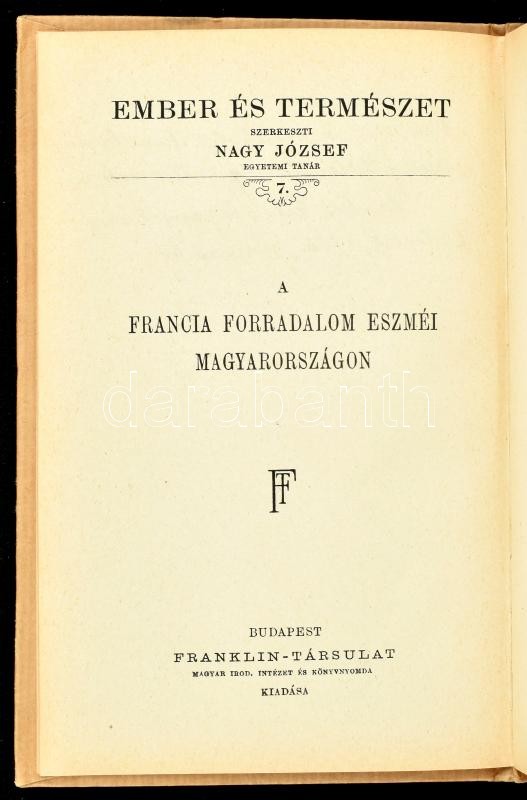 EMBER ÉS TERMÉSZET
SZERKESZTI
NAGY JÓZSEF
EGYETEMI TANÁR
7.
A
FRANCIA FORRADALOM ESZMÉI
MAGYARORSZÁGON
darabanth
FT
BUDAPEST
FRANKLIN-TÁRSULAT
MAGYAR IROD. INTÉZET ÉS KÖNYVNYOMDA
KIADÁSA